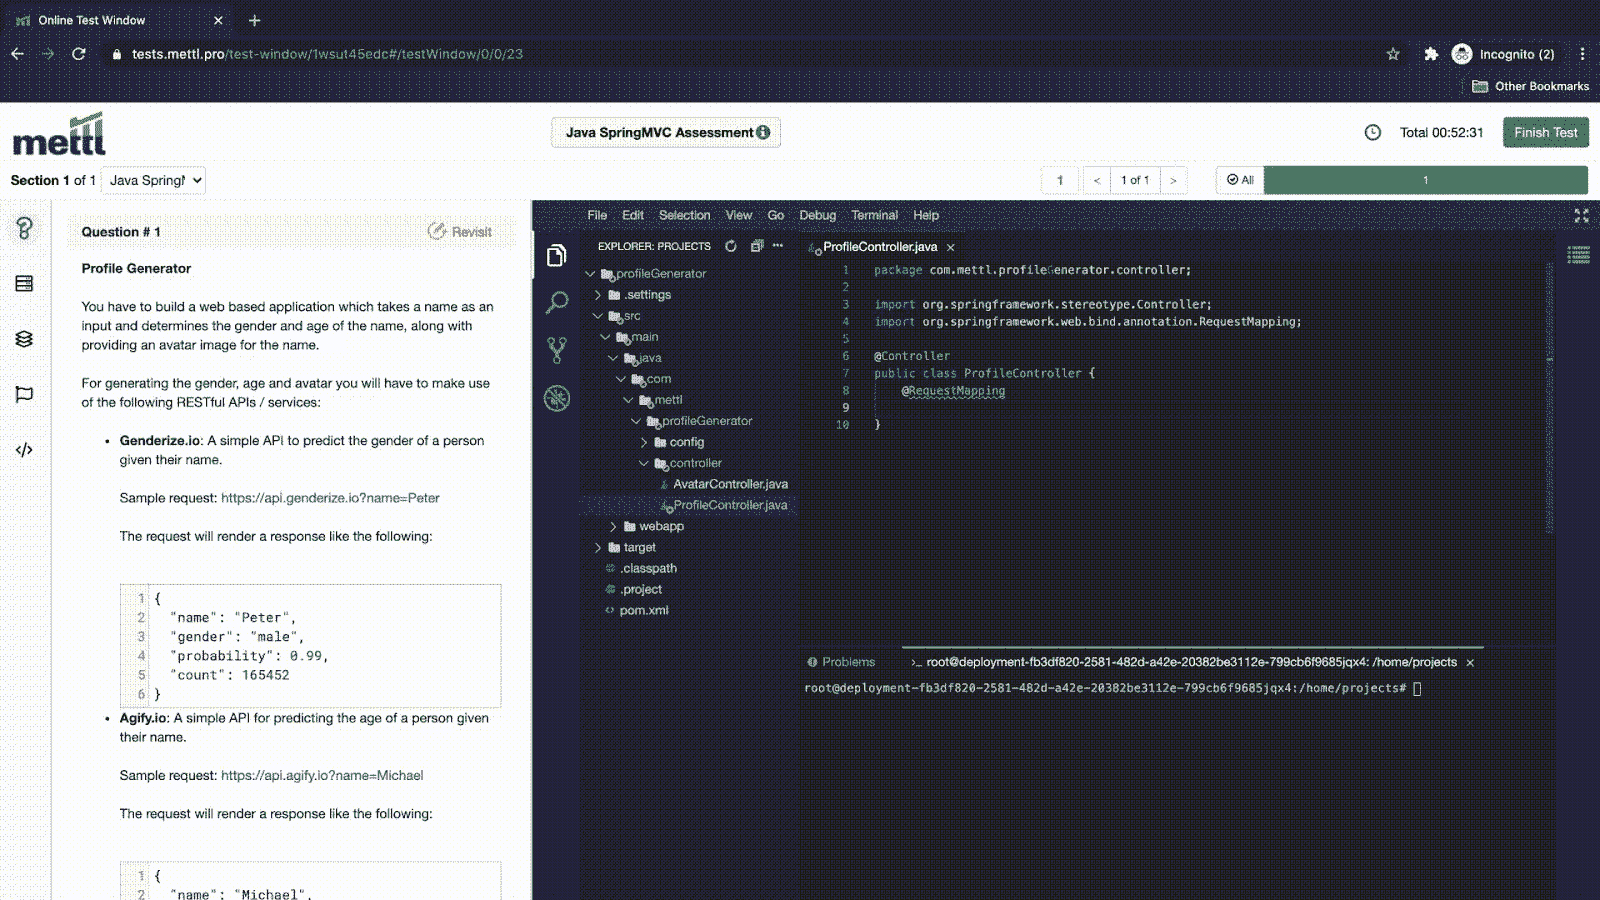 Online Test Window
tests.mettl.pro/test-window/1wsut45edc#/testWindow/0/0/23
Incognito (2)
Other Bookmarks
mettl
Java SpringMVC Assessment
Total 00:52:31
Finish Test
Section 1 of 1
Java Spring
1
< 1 of 1 >
All
1
Question # 1
Revisit
Profile Generator
You have to build a web based application which takes a name as an
input and determines the gender and age of the name, along with
providing an avatar image for the name.
For generating the gender, age and avatar you will have to make use
of the following RESTful APIs / services:
• Genderize.io: A simple API to predict the gender of a person
given their name.
Sample request: https://api.genderize.io?name=Peter
The request will render a response like the following:
1 {
2 "name": "Peter",
3 "gender": "male",
4 "probability": 0.99,
5 "count": 165452
6 }
• Agify.io: A simple API for predicting the age of a person given
their name.
Sample request: https://api.agify.io?name=Michael
The request will render a response like the following:
1 {
2 "name": "Michael",
File Edit Selection View Go Debug Terminal Help
EXPLORER: PROJECTS
profileGenerator
.settings
src
main
java
com
mettl
profileGenerator
config
controller
AvatarController.java
ProfileController.java
webapp
target
.classpath
.project
pom.xml
ProfileController.java
1 package com.mettl.profileGenerator.controller;
2
3 import org.springframework.stereotype.Controller;
4 import org.springframework.web.bind.annotation.RequestMapping;
5
6 @Controller
7 public class ProfileController {
8 @RequestMapping
9
10 }
Problems
>_ root@deployment-fb3df820-2581-482d-a42e-20382be3112e-799cb6f9685jqx4: /home/projects
root@deployment-fb3df820-2581-482d-a42e-20382be3112e-799cb6f9685jqx4:/home/projects#